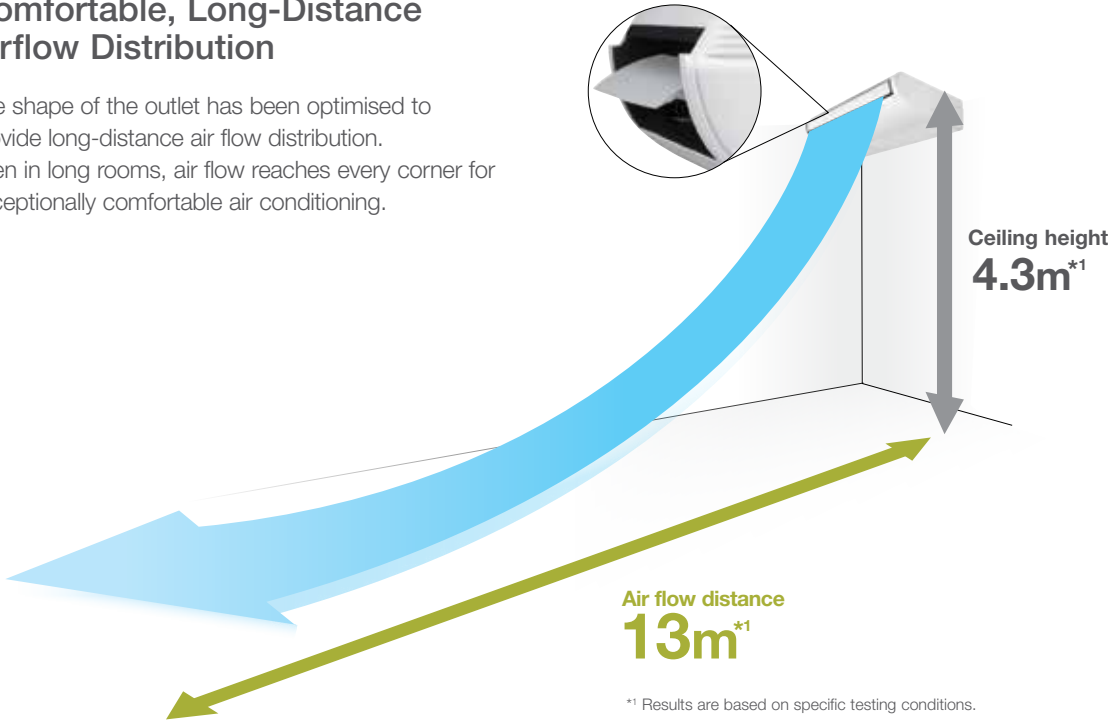 omfortable, Long-Distance
rflow Distribution
e shape of the outlet has been optimised to
ovide long-distance air flow distribution.
en in long rooms, air flow reaches every corner for
ceptionally comfortable air conditioning.
Ceiling height
4.3m*1
Air flow distance
13m*1
*1 Results are based on specific testing conditions.